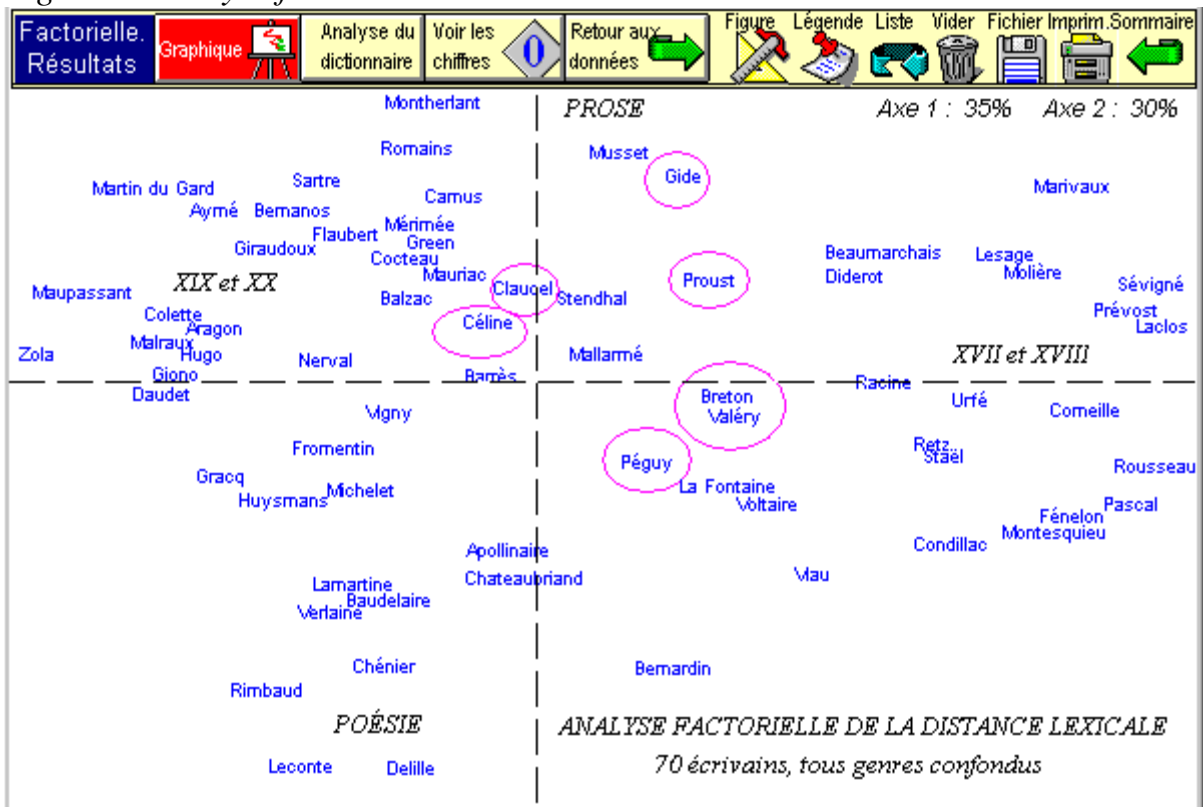 Figure Légende Liste Vider Fichier Imprim. Sommaire
Factorielle. Résultats
Graphique
Analyse du dictionnaire
Voir les chiffres
0
Retour aux données
Montherlant
PROSE
Axe 1 : 35% Axe 2 : 30%
Romains
Musset
Gide
Martin du Gard
Sartre
Camus
Marivaux
Aymé
Bernanos
Mérimée
Flaubert
Green
Giraudoux
Cocteau
Beaumarchais
Lesage
Mauriac
Diderot
Molière
XIX et XX
Claudel
Proust
Sévigné
Maupassant
Balzac
Stendhal
Prévost
Colette
Céline
Laclos
Aragon
Malraux
Hugo
Zola
Nerval
Mallarmé
XVII et XVIII
Giono
Barrès
Racine
Daudet
Breton
Urfé
Vigny
Valéry
Corneille
Fromentin
Retz
Staël
Péguy
Rousseau
Gracq
Michelet
La Fontaine
Huysmans
Voltaire
Pascal
Fénelon
Montesquieu
Condillac
Apollinaire
Chateaubriand
Viau
Lamartine
Baudelaire
Verlaine
Chénier
Bernardin
Rimbaud
POÉSIE
ANALYSE FACTORIELLE DE LA DISTANCE LEXICALE
70 écrivains, tous genres confondus
Leconte
Delille